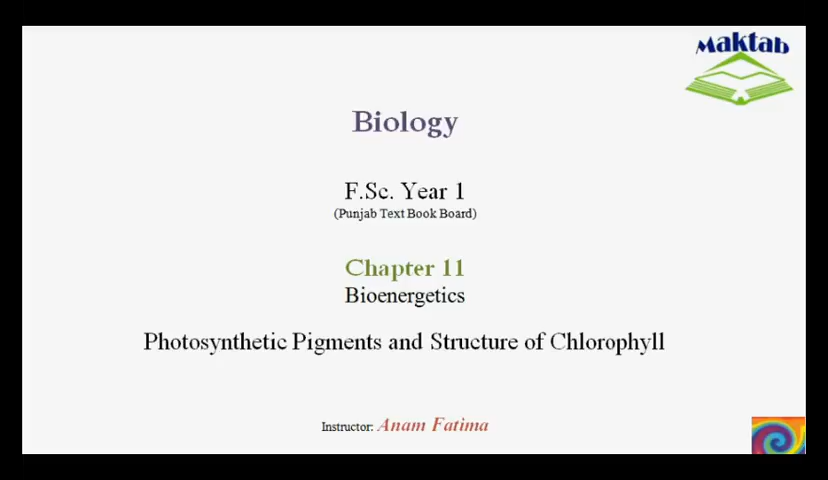 Maktab
Biology
F.Sc. Year 1
(Punjab Text Book Board)
Chapter 11
Bioenergetics
Photosynthetic Pigments and Structure of Chlorophyll
Instructor: Anam Fatima